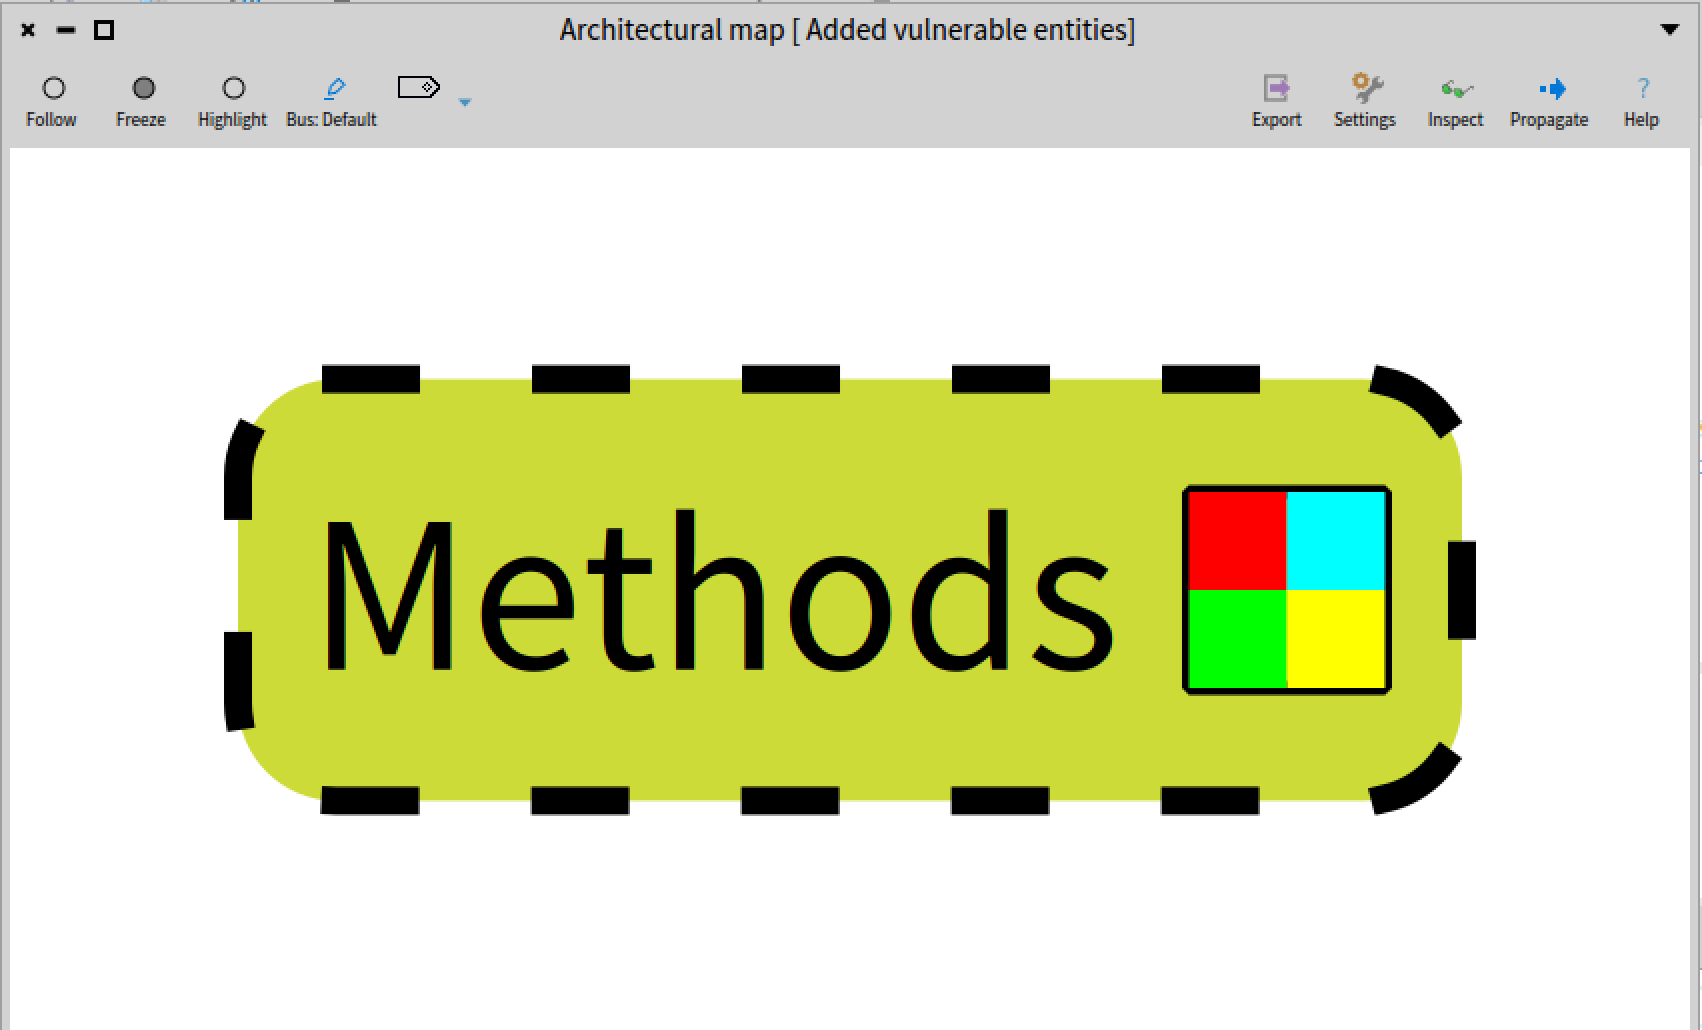 Architectural map [ Added vulnerable entities]
Follow Freeze Highlight Bus: Default Export Settings Inspect Propagate ? Help
Methods